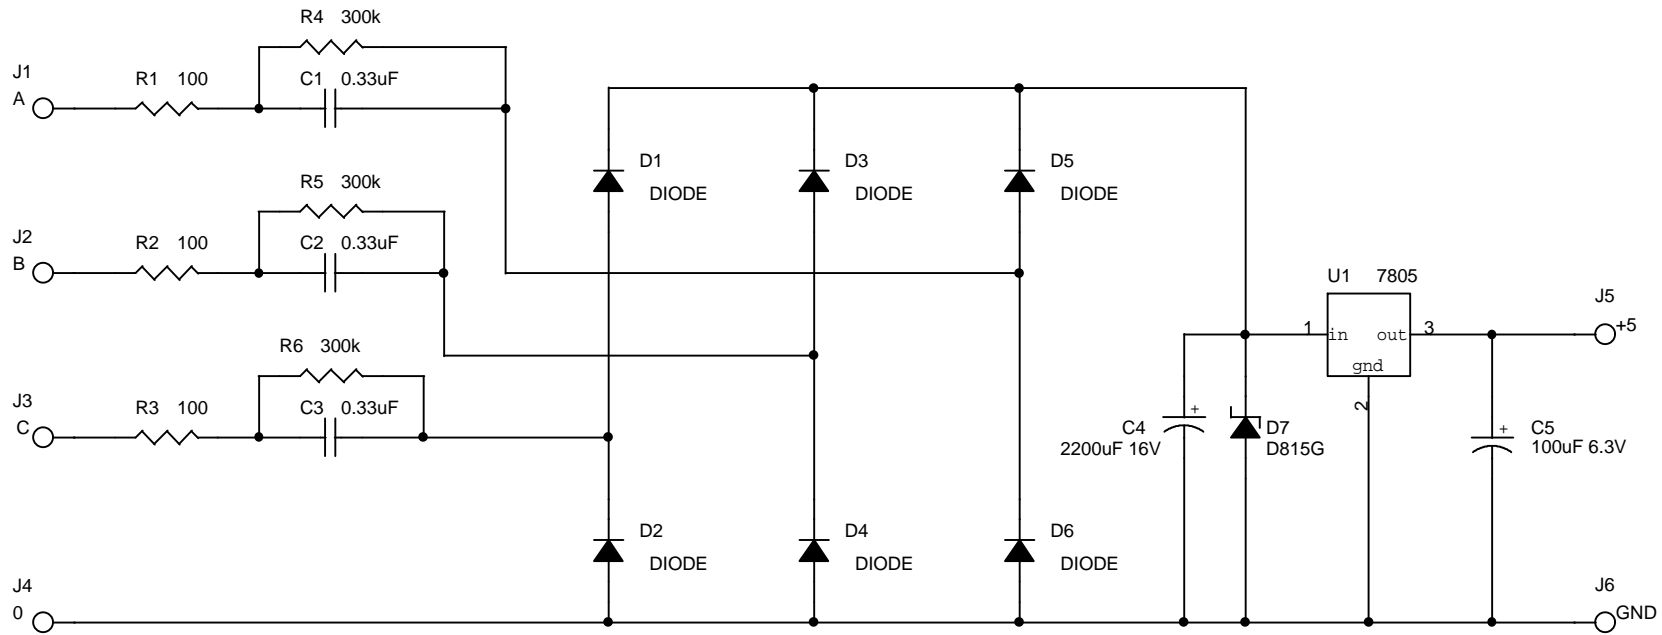 R4 300k
J1
A
R1 100
C1 0.33uF
D1
DIODE
D3
DIODE
D5
DIODE
R5 300k
J2
B
R2 100
C2 0.33uF
U1 7805
1
in
out
3
gnd
2
J5
+5
R6 300k
J3
C
R3 100
C3 0.33uF
+
C4
2200uF 16V
D7
D815G
+
C5
100uF 6.3V
D2
DIODE
D4
DIODE
D6
DIODE
J4
0
J6
GND